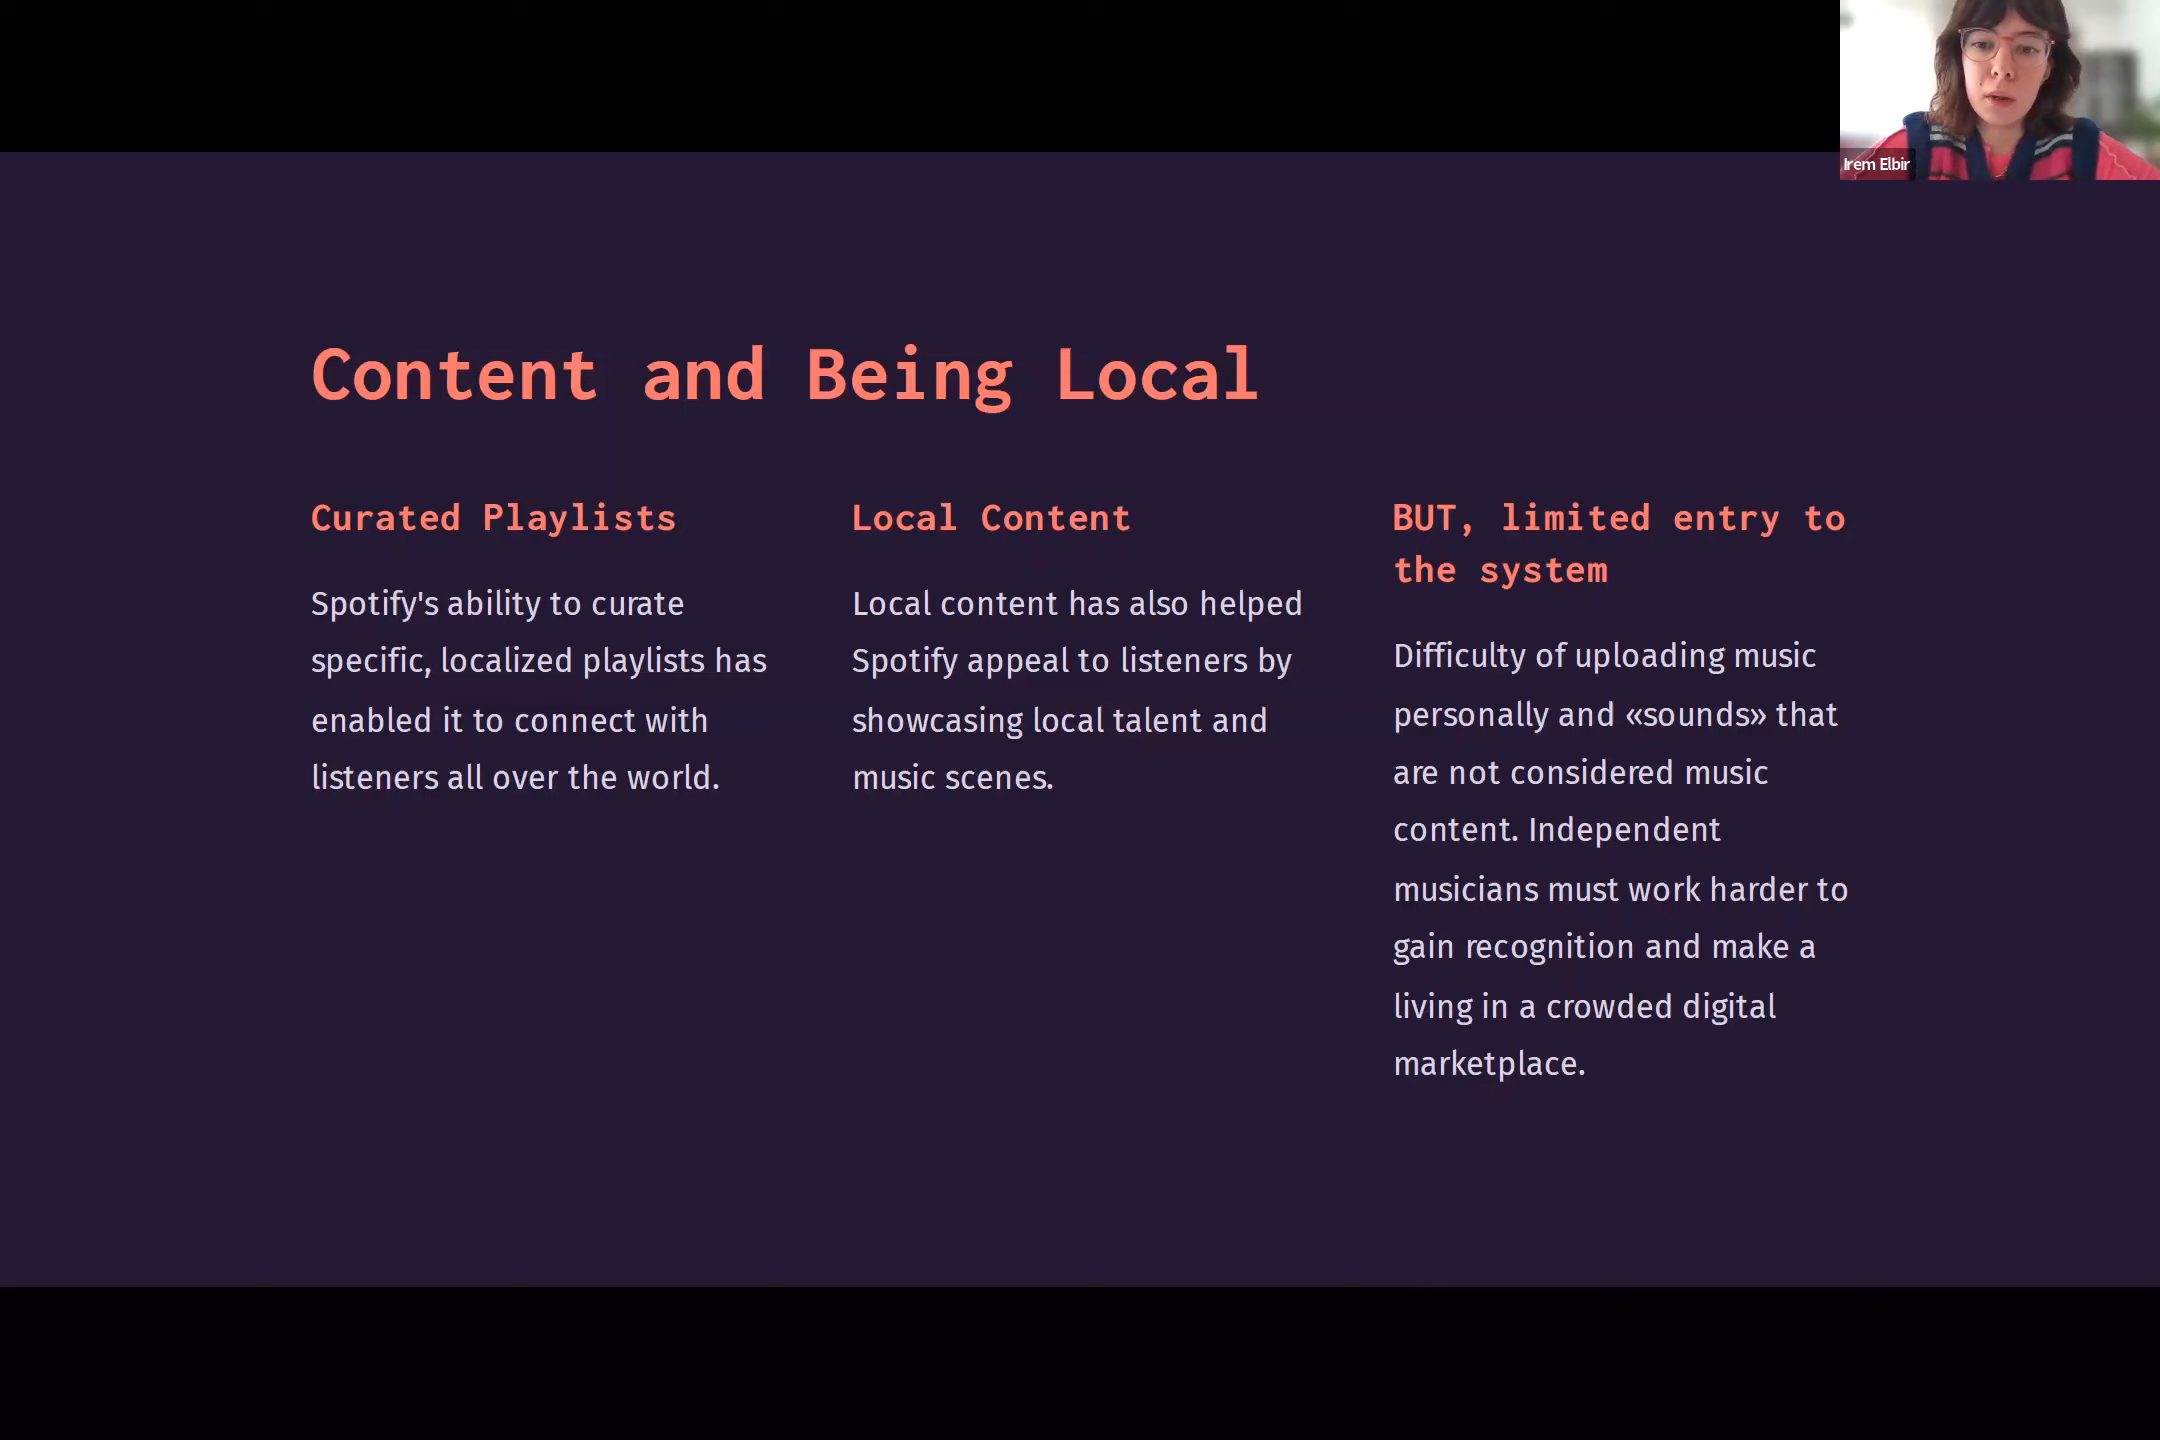 Irem Elbir
Content and Being Local
Curated Playlists
Spotify's ability to curate
specific, localized playlists has
enabled it to connect with
listeners all over the world.
Local Content
Local content has also helped
Spotify appeal to listeners by
showcasing local talent and
music scenes.
BUT, limited entry to
the system
Difficulty of uploading music
personally and «sounds» that
are not considered music
content. Independent
musicians must work harder to
gain recognition and make a
living in a crowded digital
marketplace.